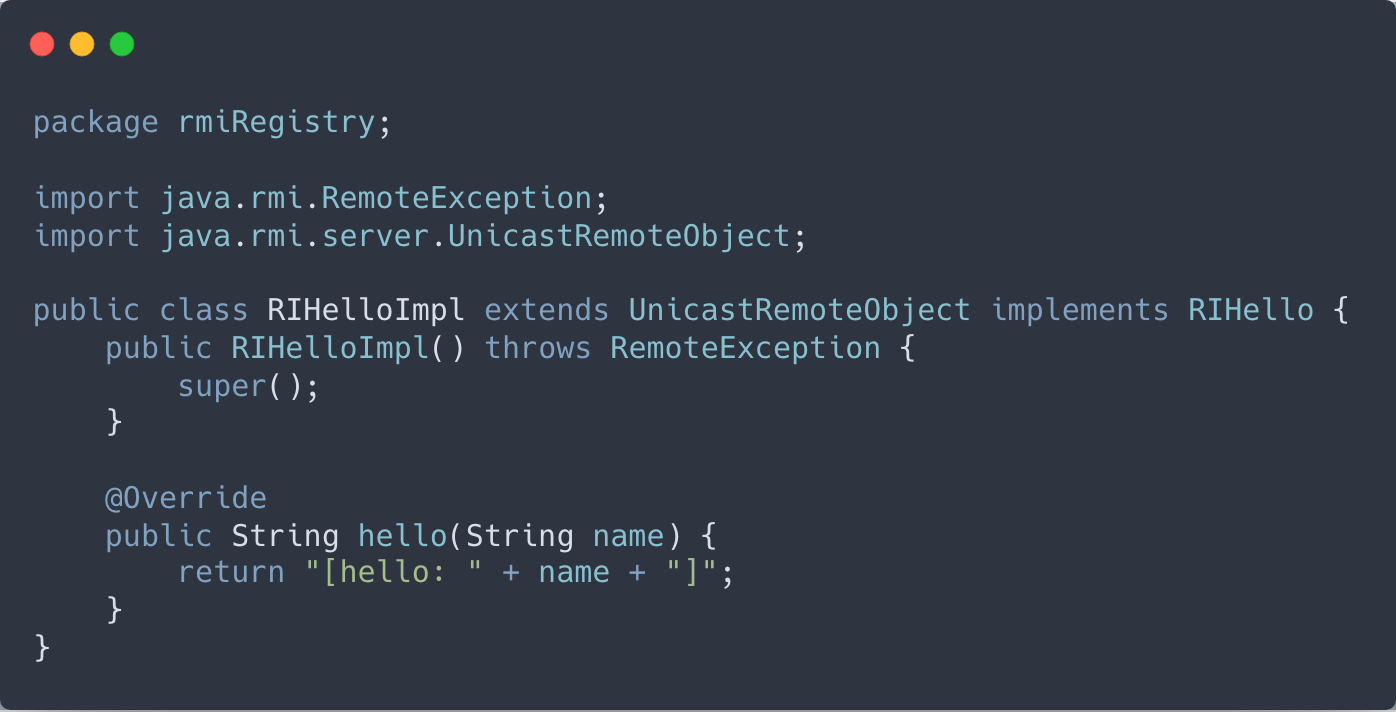 package rmiRegistry;

import java.rmi.RemoteException;
import java.rmi.server.UnicastRemoteObject;

public class RIHelloImpl extends UnicastRemoteObject implements RIHello {
    public RIHelloImpl() throws RemoteException {
        super();
    }

    @Override
    public String hello(String name) {
        return "[hello: " + name + "]";
    }
}